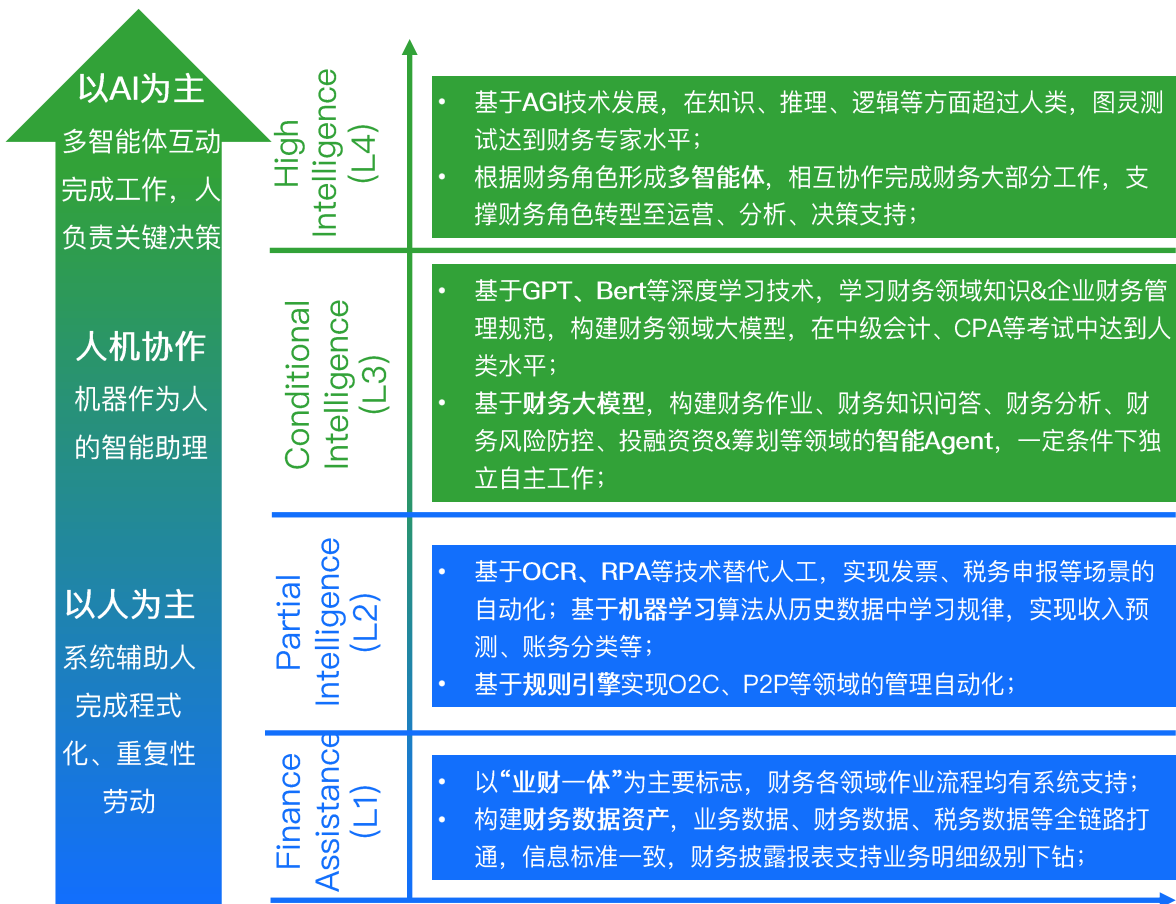 以AI为主
多智能体互动
完成工作，人
负责关键决策
人机协作
机器作为人
的智能助理
以人为主
系统辅助人
完成程式
化、重复性
劳动
High
Intelligence
(L4)
• 基于AGI技术发展，在知识、推理、逻辑等方面超过人类，图灵测
试达到财务专家水平；
• 根据财务角色形成多智能体，相互协作完成财务大部分工作，支
撑财务角色转型至运营、分析、决策支持；
Conditional
Intelligence
(L3)
• 基于GPT、Bert等深度学习技术，学习财务领域知识&企业财务管
理规范，构建财务领域大模型，在中级会计、CPA等考试中达到人
类水平；
• 基于财务大模型，构建财务作业、财务知识问答、财务分析、财
务风险防控、投融资资&筹划等领域的智能Agent，一定条件下独
立自主工作；
Partial
Intelligence
(L2)
• 基于OCR、RPA等技术替代人工，实现发票、税务申报等场景的
自动化；基于机器学习算法从历史数据中学习规律，实现收入预
测、账务分类等；
• 基于规则引擎实现O2C、P2P等领域的管理自动化；
Finance
Assistance
(L1)
• 以“业财一体”为主要标志，财务各领域作业流程均有系统支持；
• 构建财务数据资产，业务数据、财务数据、税务数据等全链路打
通，信息标准一致，财务披露报表支持业务明细级别下钻；